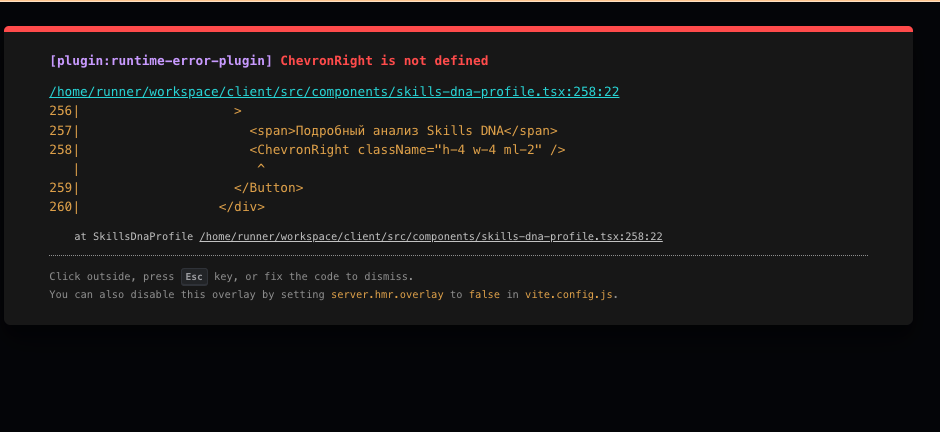 [plugin:runtime-error-plugin] ChevronRight is not defined
/home/runner/workspace/client/src/components/skills-dna-profile.tsx:258:22
256|                    >
257|                      <span>Подробный анализ Skills DNA</span>
258|                      <ChevronRight className="h-4 w-4 ml-2" />
   |                       ^
259|                    </Button>
260|                  </div>
at SkillsDnaProfile /home/runner/workspace/client/src/components/skills-dna-profile.tsx:258:22
Click outside, press Esc key, or fix the code to dismiss.
You can also disable this overlay by setting server.hmr.overlay to false in vite.config.js.